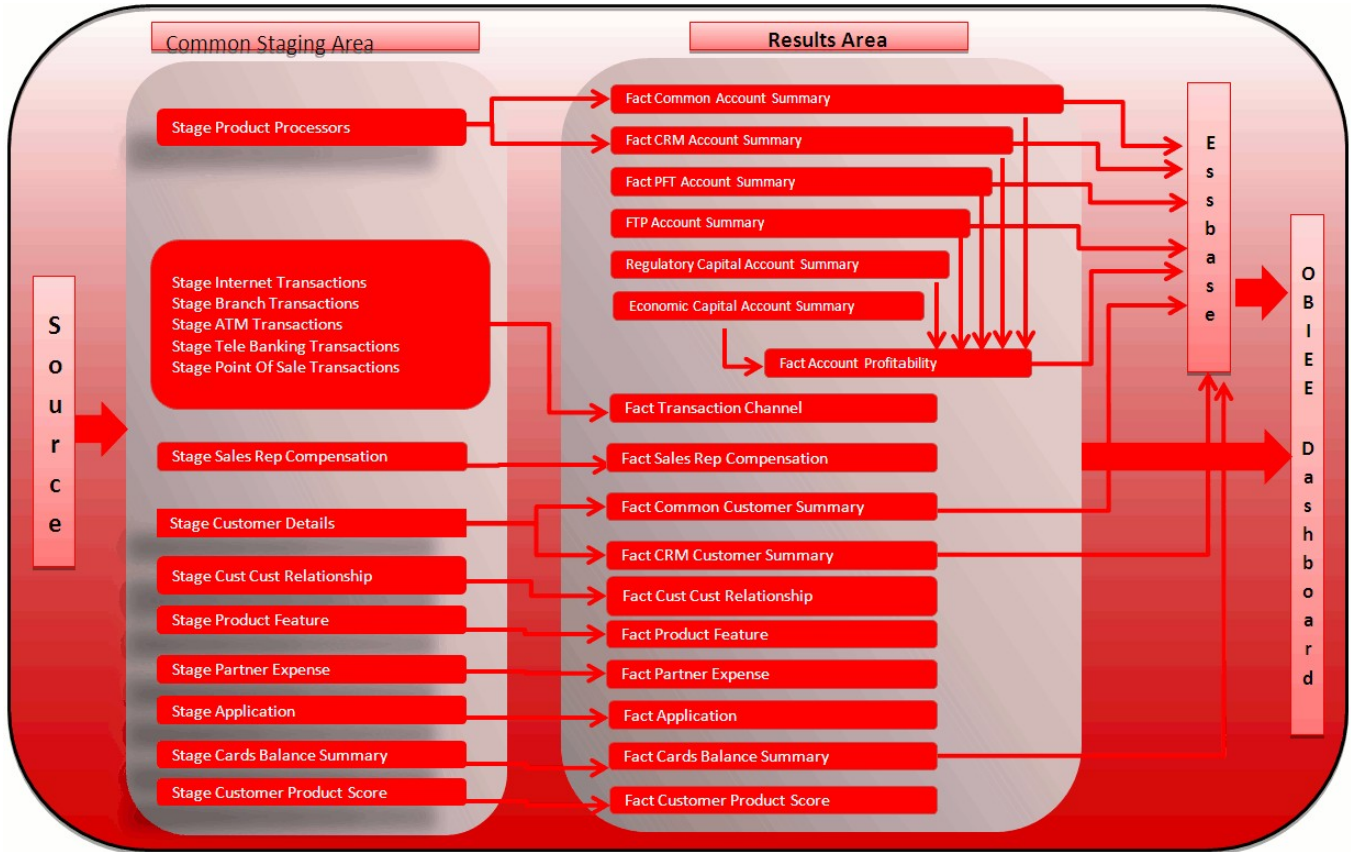 Common Staging Area
Results Area
Source
Stage Product Processors
Stage Internet Transactions
Stage Branch Transactions
Stage ATM Transactions
Stage Tele Banking Transactions
Stage Point Of Sale Transactions
Stage Sales Rep Compensation
Stage Customer Details
Stage Cust Cust Relationship
Stage Product Feature
Stage Partner Expense
Stage Application
Stage Cards Balance Summary
Stage Customer Product Score
Fact Common Account Summary
Fact CRM Account Summary
Fact PFT Account Summary
FTP Account Summary
Regulatory Capital Account Summary
Economic Capital Account Summary
Fact Account Profitability
Fact Transaction Channel
Fact Sales Rep Compensation
Fact Common Customer Summary
Fact CRM Customer Summary
Fact Cust Cust Relationship
Fact Product Feature
Fact Partner Expense
Fact Application
Fact Cards Balance Summary
Fact Customer Product Score
Essbase
OBIEE Dashboard